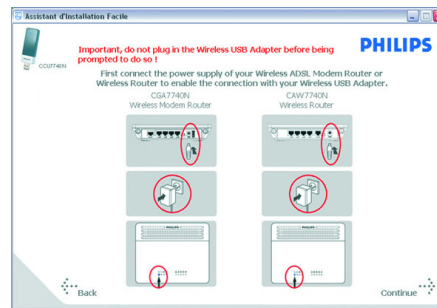 Assistant d'Installation Facile
CCU7740N
Important, do not plug in the Wireless USB Adapter before being
prompted to do so !
PHILIPS
First connect the power supply of your Wireless ADSL Modem Router or
Wireless Router to enable the connection with your Wireless USB Adapter.
CGA7740N
Wireless Modem Router
CAW7740N
Wireless Router
PHILIPS
PHILIPS
Back
Continue